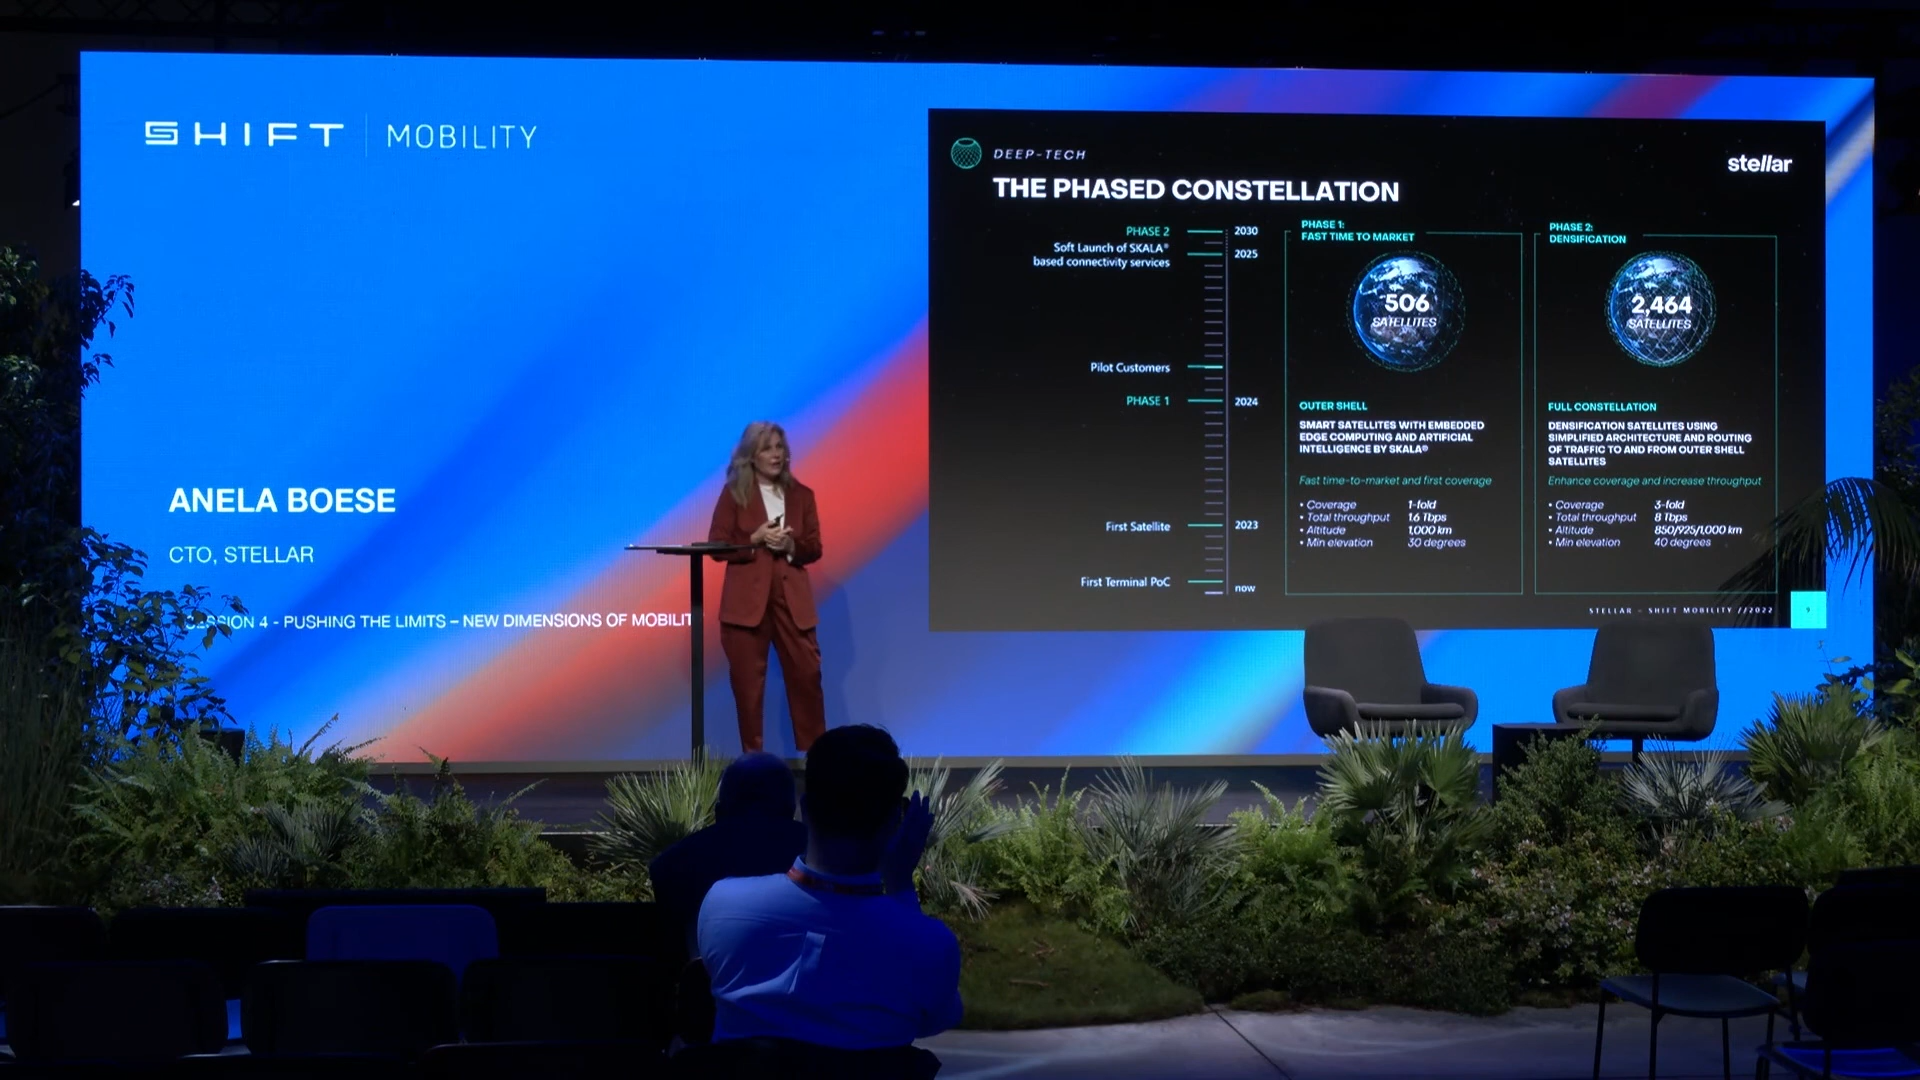 SHIFT MOBILITY
ANELA BOESE
CTO, STELLAR
SESSION 4 - PUSHING THE LIMITS – NEW DIMENSIONS OF MOBILIT
DEEP-TECH
stellar
THE PHASED CONSTELLATION
PHASE 2
2030
Soft Launch of SKALA®
based connectivity services
2025
Pilot Customers
PHASE 1
2024
First Satellite
2023
First Terminal PoC
now
PHASE 1:
FAST TIME TO MARKET
506
SATELLITES
OUTER SHELL
SMART SATELLITES WITH EMBEDDED
EDGE COMPUTING AND ARTIFICIAL
INTELLIGENCE BY SKALA®
Fast time-to-market and first coverage
• Coverage 1-fold
• Total throughput 1.6 Tbps
• Altitude 1,000 km
• Min elevation 30 degrees
PHASE 2:
DENSIFICATION
2,464
SATELLITES
FULL CONSTELLATION
DENSIFICATION SATELLITES USING
SIMPLIFIED ARCHITECTURE AND ROUTING
OF TRAFFIC TO AND FROM OUTER SHELL
SATELLITES
Enhance coverage and increase throughput
• Coverage 3-fold
• Total throughput 8 Tbps
• Altitude 850/925/1,000 km
• Min elevation 40 degrees
STELLAR - SHIFT MOBILITY //2022
9